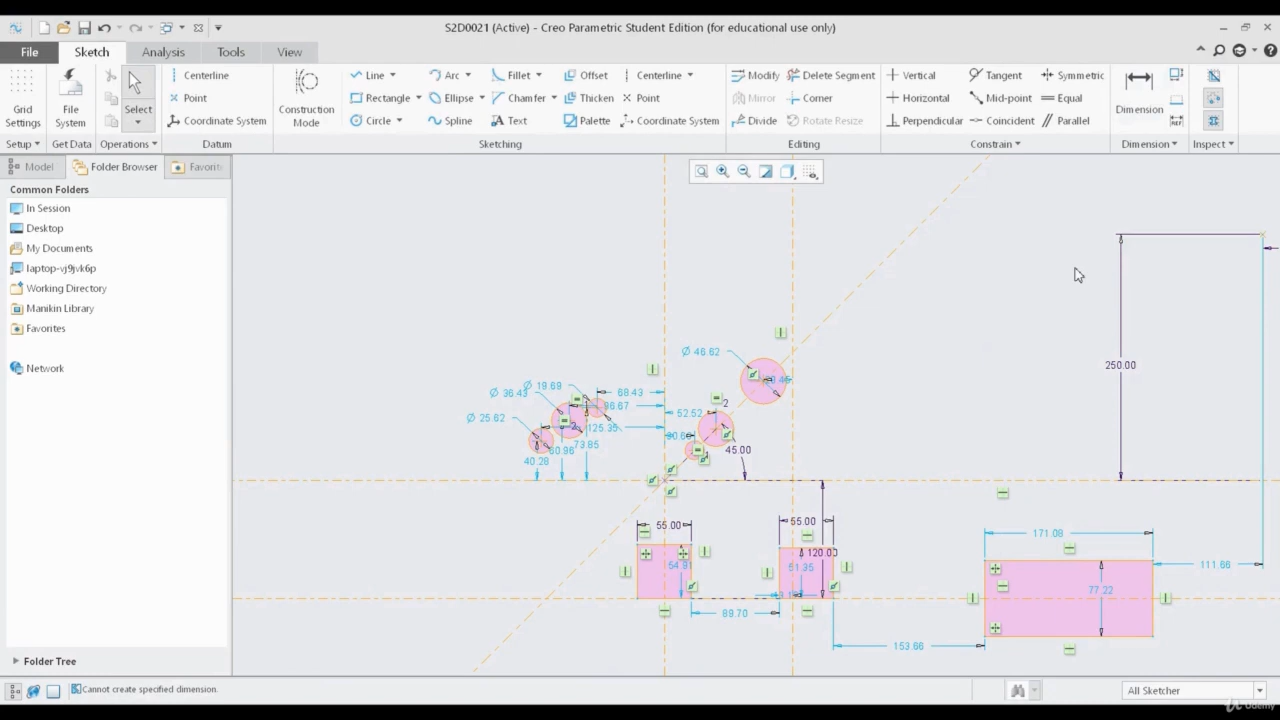 S2D0021 (Active) - Creo Parametric Student Edition (for educational use only)
File Sketch Analysis Tools View
Centerline Line Arc Fillet Offset Centerline Modify Delete Segment Vertical Tangent Symmetric
Point Rectangle Ellipse Chamfer Thicken Point Mirror Corner Horizontal Mid-point Equal
Grid Settings File System Select Coordinate System Construction Mode Circle Spline Text Palette Coordinate System Divide Rotate Resize Perpendicular Coincident Parallel Dimension
REF
Setup Get Data Operations Datum Sketching Editing Constrain Dimension Inspect
Model Folder Browser Favorit
Common Folders
In Session
Desktop
My Documents
laptop-vj9jvk6p
Working Directory
Manikin Library
Favorites
Network
Folder Tree
Ø 46.62
250.00
Ø 19.69
Ø 36.43
68.43
52.52
2
Ø 25.62
125.35
73.85
45.00
40.28
55.00
55.00
120.00
171.08
111.66
51.35
77.22
89.70
153.66
Cannot create specified dimension.
All Sketcher
Udemy